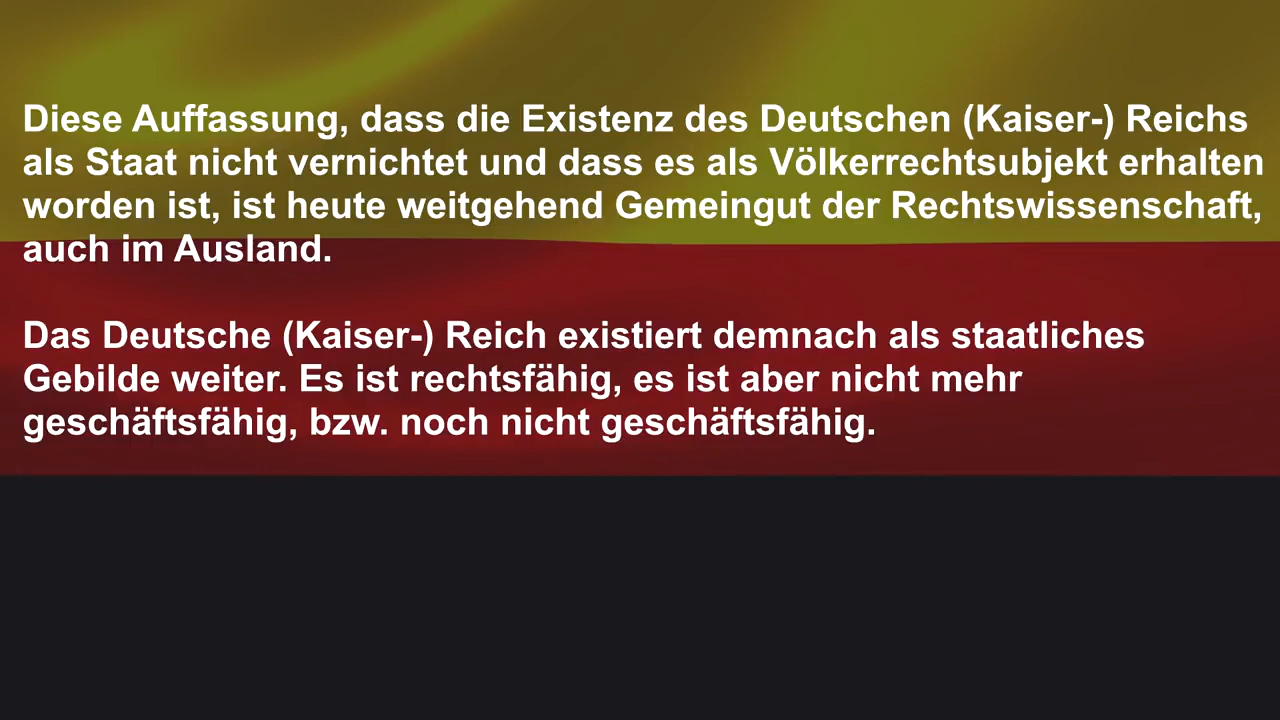 Diese Auffassung, dass die Existenz des Deutschen (Kaiser-) Reichs
als Staat nicht vernichtet und dass es als Völkerrechtsubjekt erhalten
worden ist, ist heute weitgehend Gemeingut der Rechtswissenschaft,
auch im Ausland.
Das Deutsche (Kaiser-) Reich existiert demnach als staatliches
Gebilde weiter. Es ist rechtsfähig, es ist aber nicht mehr
geschäftsfähig, bzw. noch nicht geschäftsfähig.